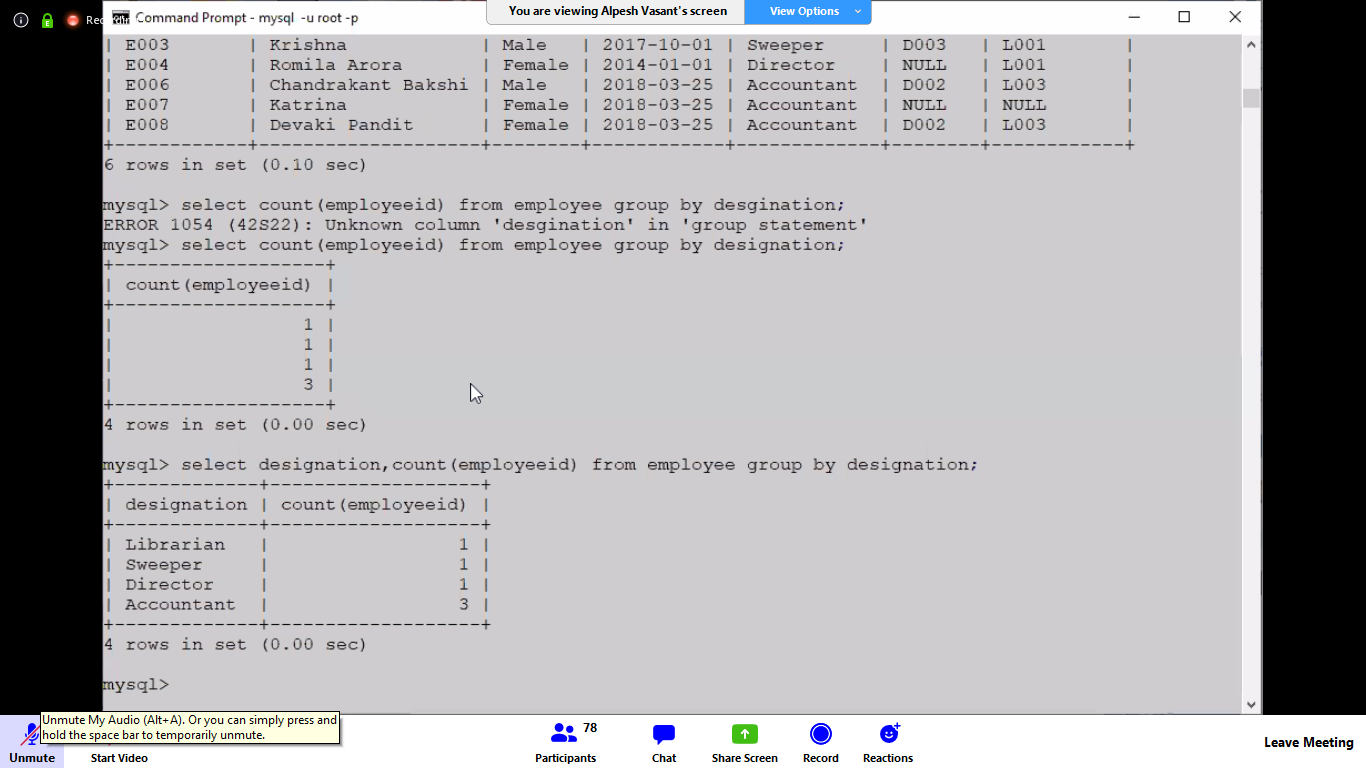 Rec
Command Prompt - mysql -u root -p
You are viewing Alpesh Vasant's screen
View Options
| E003 | Krishna | Male | 2017-10-01 | Sweeper | D003 | L001 |
| E004 | Romila Arora | Female | 2014-01-01 | Director | NULL | L001 |
| E006 | Chandrakant Bakshi | Male | 2018-03-25 | Accountant | D002 | L003 |
| E007 | Katrina | Female | 2018-03-25 | Accountant | NULL | NULL |
| E008 | Devaki Pandit | Female | 2018-03-25 | Accountant | D002 | L003 |
6 rows in set (0.10 sec)
mysql> select count(employeeid) from employee group by desgination;
ERROR 1054 (42S22): Unknown column 'desgination' in 'group statement'
mysql> select count(employeeid) from employee group by designation;
| count(employeeid) |
| 1 |
| 1 |
| 1 |
| 3 |
4 rows in set (0.00 sec)
mysql> select designation,count(employeeid) from employee group by designation;
| designation | count(employeeid) |
| Librarian | 1 |
| Sweeper | 1 |
| Director | 1 |
| Accountant | 3 |
4 rows in set (0.00 sec)
mysql>
Unmute My Audio (Alt+A). Or you can simply press and
hold the space bar to temporarily unmute.
Unmute
Start Video
78
Participants
Chat
Share Screen
Record
Reactions
Leave Meeting